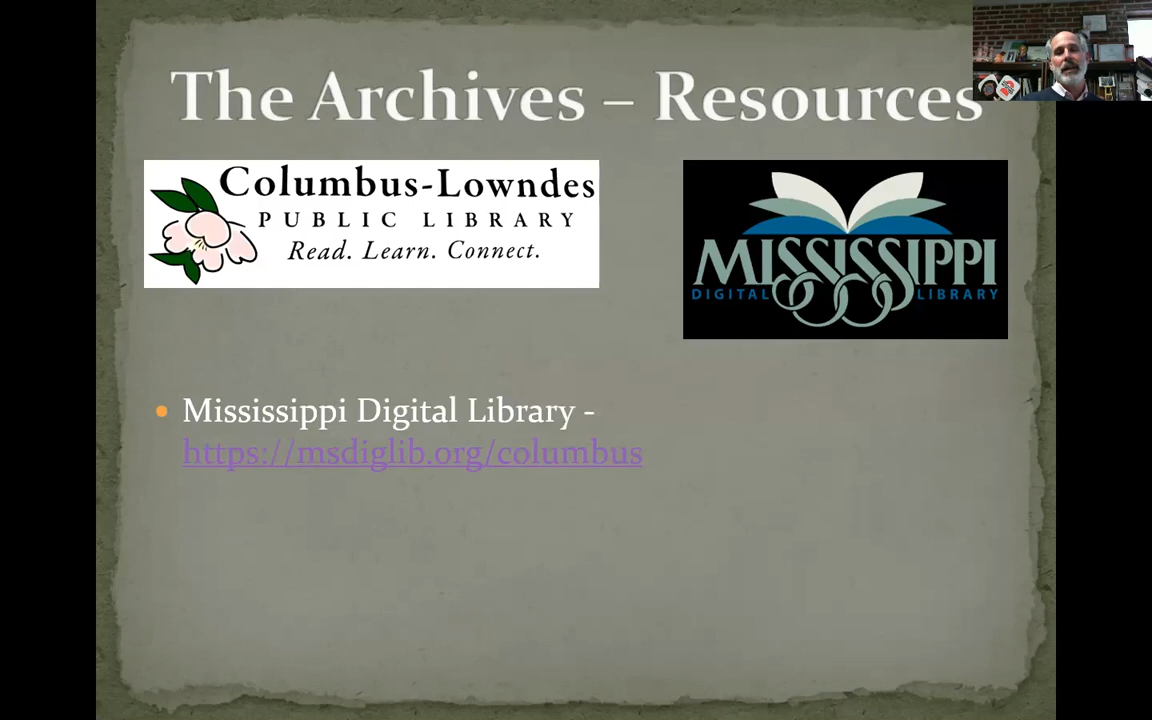 The Archives – Resources
Columbus-Lowndes
PUBLIC LIBRARY
Read. Learn. Connect.
MISSISSIPPI
DIGITAL LIBRARY
Mississippi Digital Library -
https://msdiglib.org/columbus